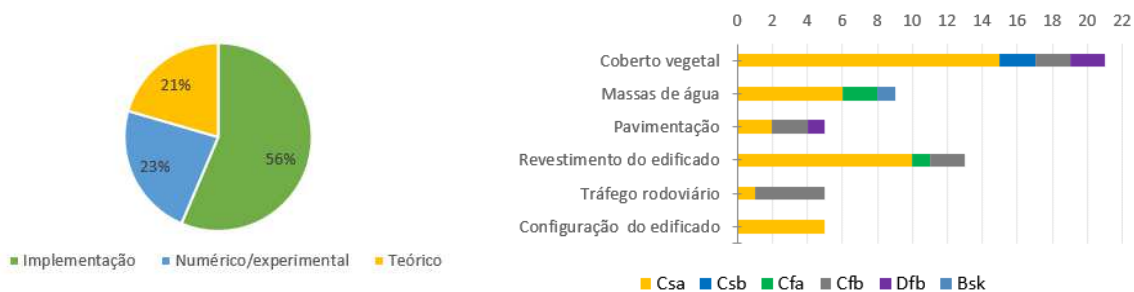 21%
23%
56%
Implementação Numérico/experimental Teórico
0 2 4 6 8 10 12 14 16 18 20 22
Coberto vegetal
Massas de água
Pavimentação
Revestimento do edificado
Tráfego rodoviário
Configuração do edificado
Csa Csb Cfa Cfb Dfb Bsk